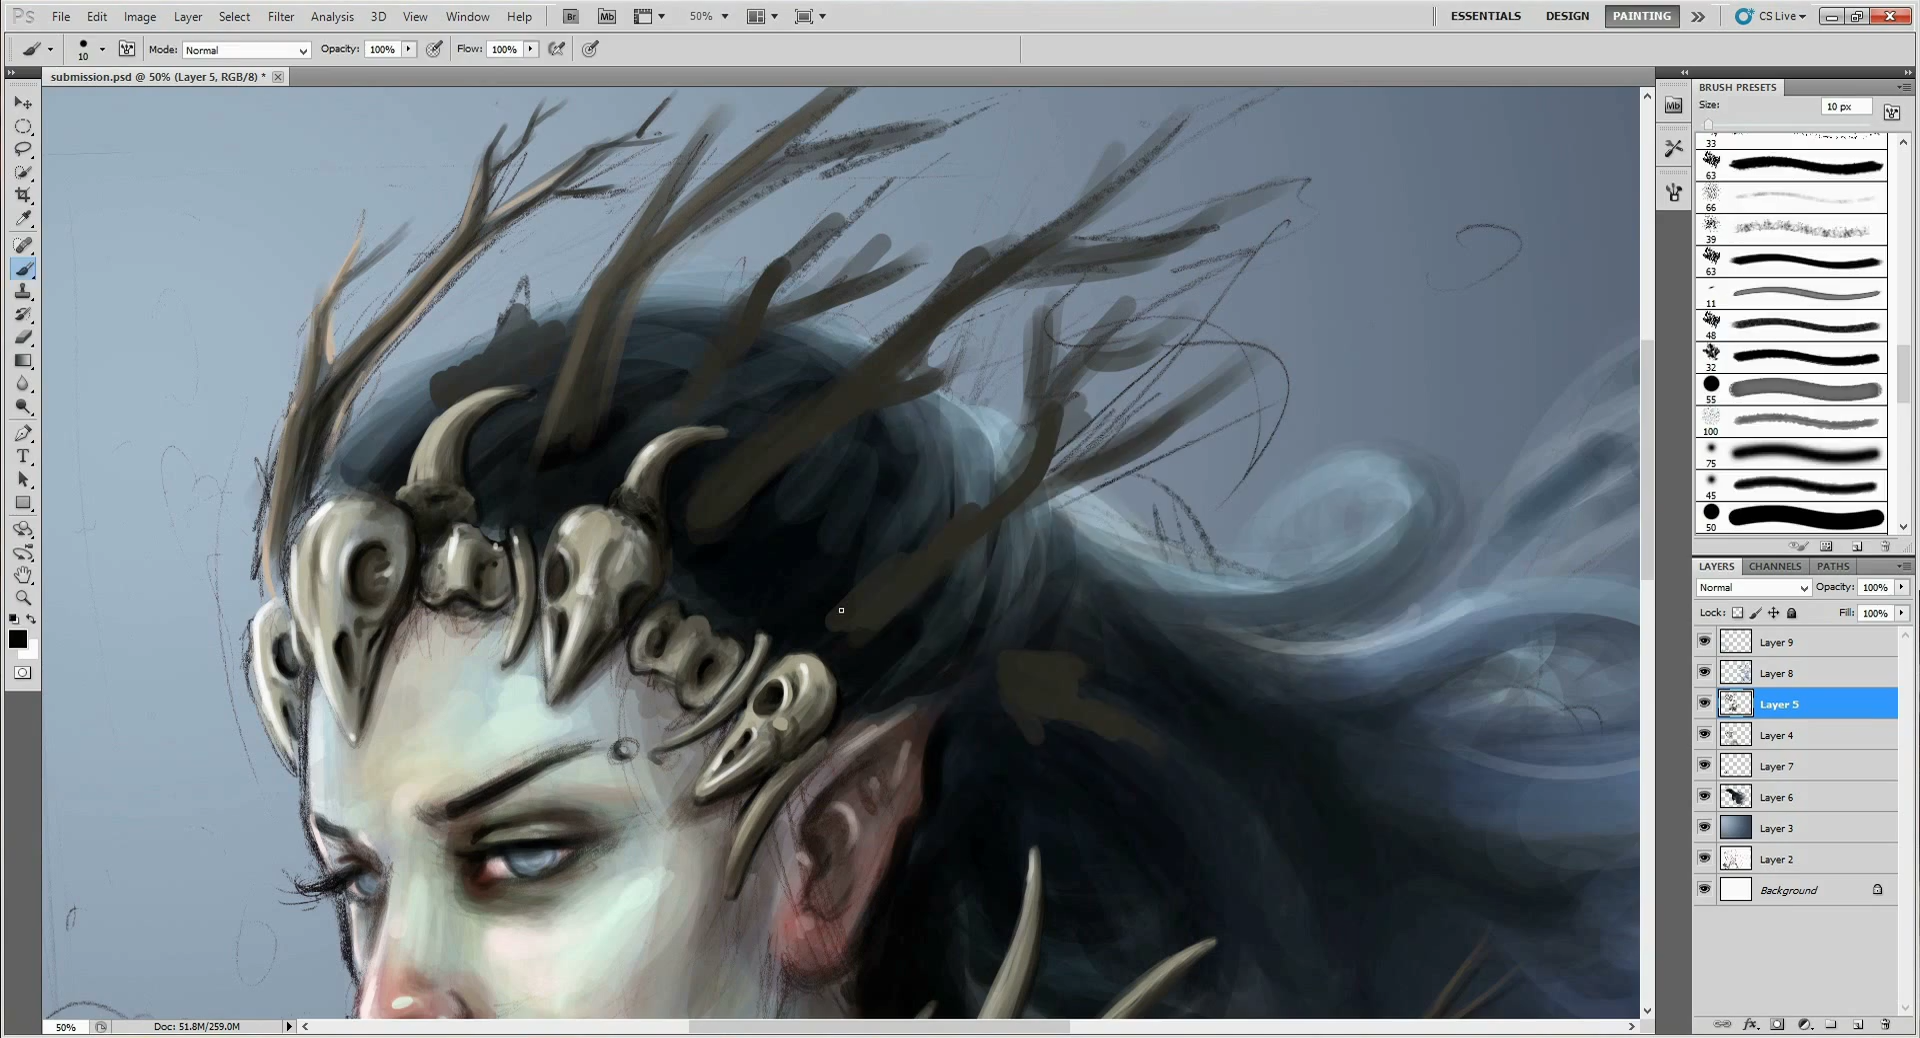 Ps File Edit Image Layer Select Filter Analysis 3D View Window Help Br Mb 50% ESSENTIALS DESIGN PAINTING CS Live
10 Mode: Normal Opacity: 100% Flow: 100%
submission.psd @ 50% (Layer 5, RGB/8) *
BRUSH PRESETS
Mb
Size: 10 px
33
63
66
39
63
11
48
32
55
100
75
45
50
LAYERS CHANNELS PATHS
Normal Opacity: 100%
Lock: Fill: 100%
Layer 9
Layer 8
Layer 5
Layer 4
Layer 7
Layer 6
Layer 3
Layer 2
Background
T
50% Doc: 51.8M/259.0M
fx